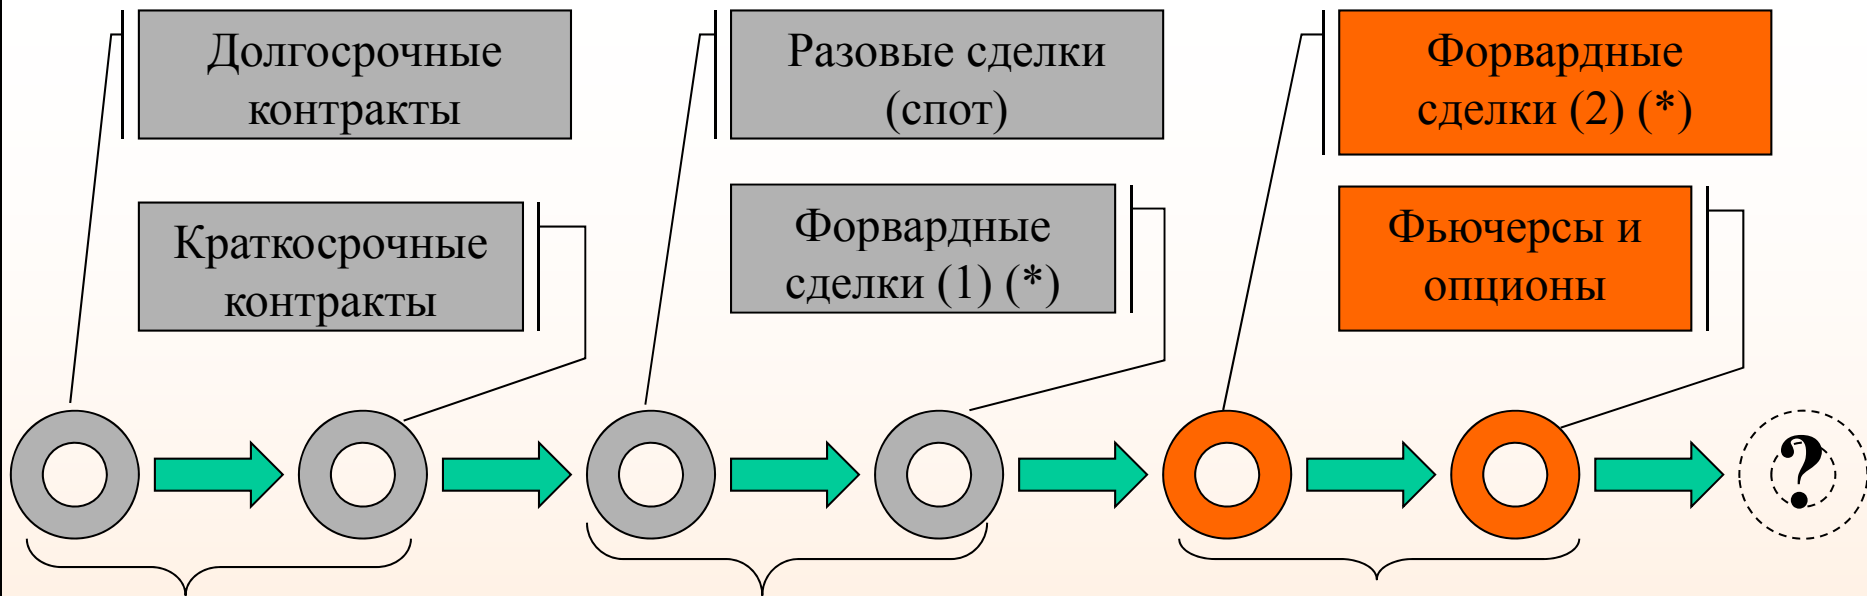 Долгосрочные
контракты
Краткосрочные
контракты
Разовые сделки
(спот)
Форвардные
сделки (1) (*)
Форвардные
сделки (2) (*)
Фьючерсы и
опционы
?